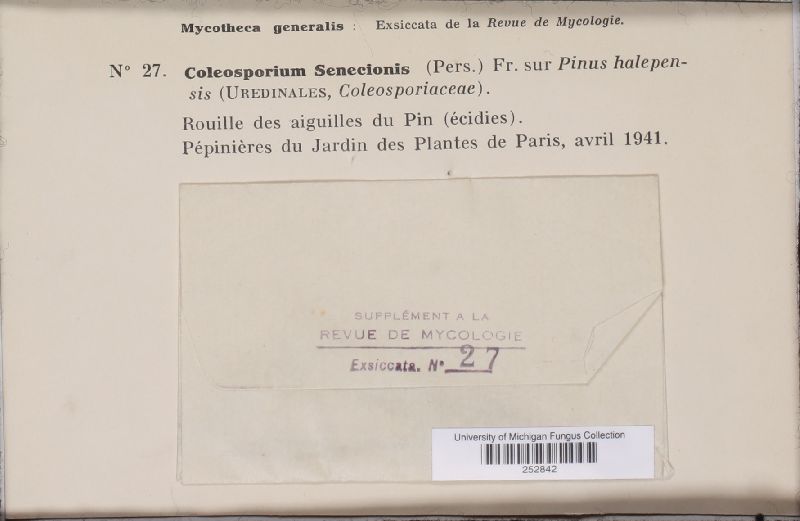 Mycotheca generalis : Exsiccata de la Revue de Mycologie.
N° 27. Coleosporium Senecionis (Pers.) Fr. sur Pinus halepen-
sis (UREDINALES, Coleosporiaceae).
Rouille des aiguilles du Pin (écidies).
Pépinières du Jardin des Plantes de Paris, avril 1941.
SUPPLÉMENT A LA
REVUE DE MYCOLOGIE
Exsiccata. N° 27
University of Michigan Fungus Collection
252842